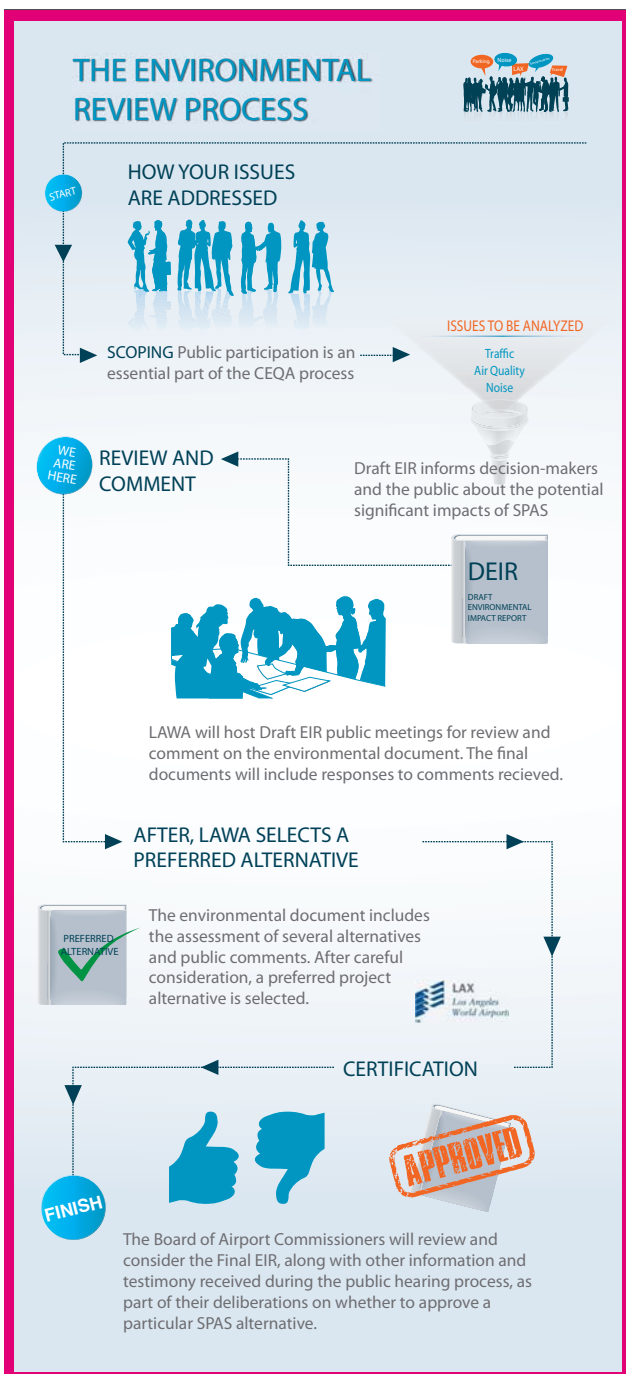 THE ENVIRONMENTAL
REVIEW PROCESS
Parking
Noise
LAX
START
HOW YOUR ISSUES
ARE ADDRESSED
SCOPING Public participation is an
essential part of the CEQA process
ISSUES TO BE ANALYZED
Traffic
Air Quality
Noise
WE
ARE
HERE
REVIEW AND
COMMENT
Draft EIR informs decision-makers
and the public about the potential
significant impacts of SPAS
DEIR
DRAFT
ENVIRONMENTAL
IMPACT REPORT
LAWA will host Draft EIR public meetings for review and
comment on the environmental document. The final
documents will include responses to comments recieved.
AFTER, LAWA SELECTS A
PREFERRED ALTERNATIVE
PREFERRED
ALTERNATIVE
The environmental document includes
the assessment of several alternatives
and public comments. After careful
consideration, a preferred project
alternative is selected.
LAX
Los Angeles
World Airports
TM
CERTIFICATION
APPROVED
FINISH
The Board of Airport Commissioners will review and
consider the Final EIR, along with other information and
testimony received during the public hearing process, as
part of their deliberations on whether to approve a
particular SPAS alternative.